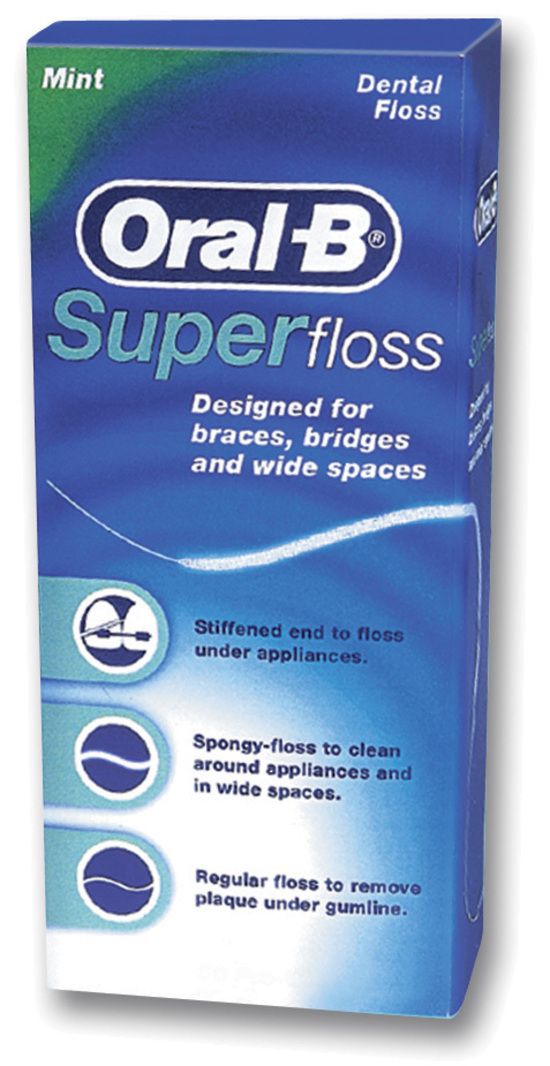 Mint
Dental
Floss
Oral-B®
Superfloss
Designed for
braces, bridges
and wide spaces
Stiffened end to floss
under appliances.
Spongy-floss to clean
around appliances and
in wide spaces.
Regular floss to remove
plaque under gumline.